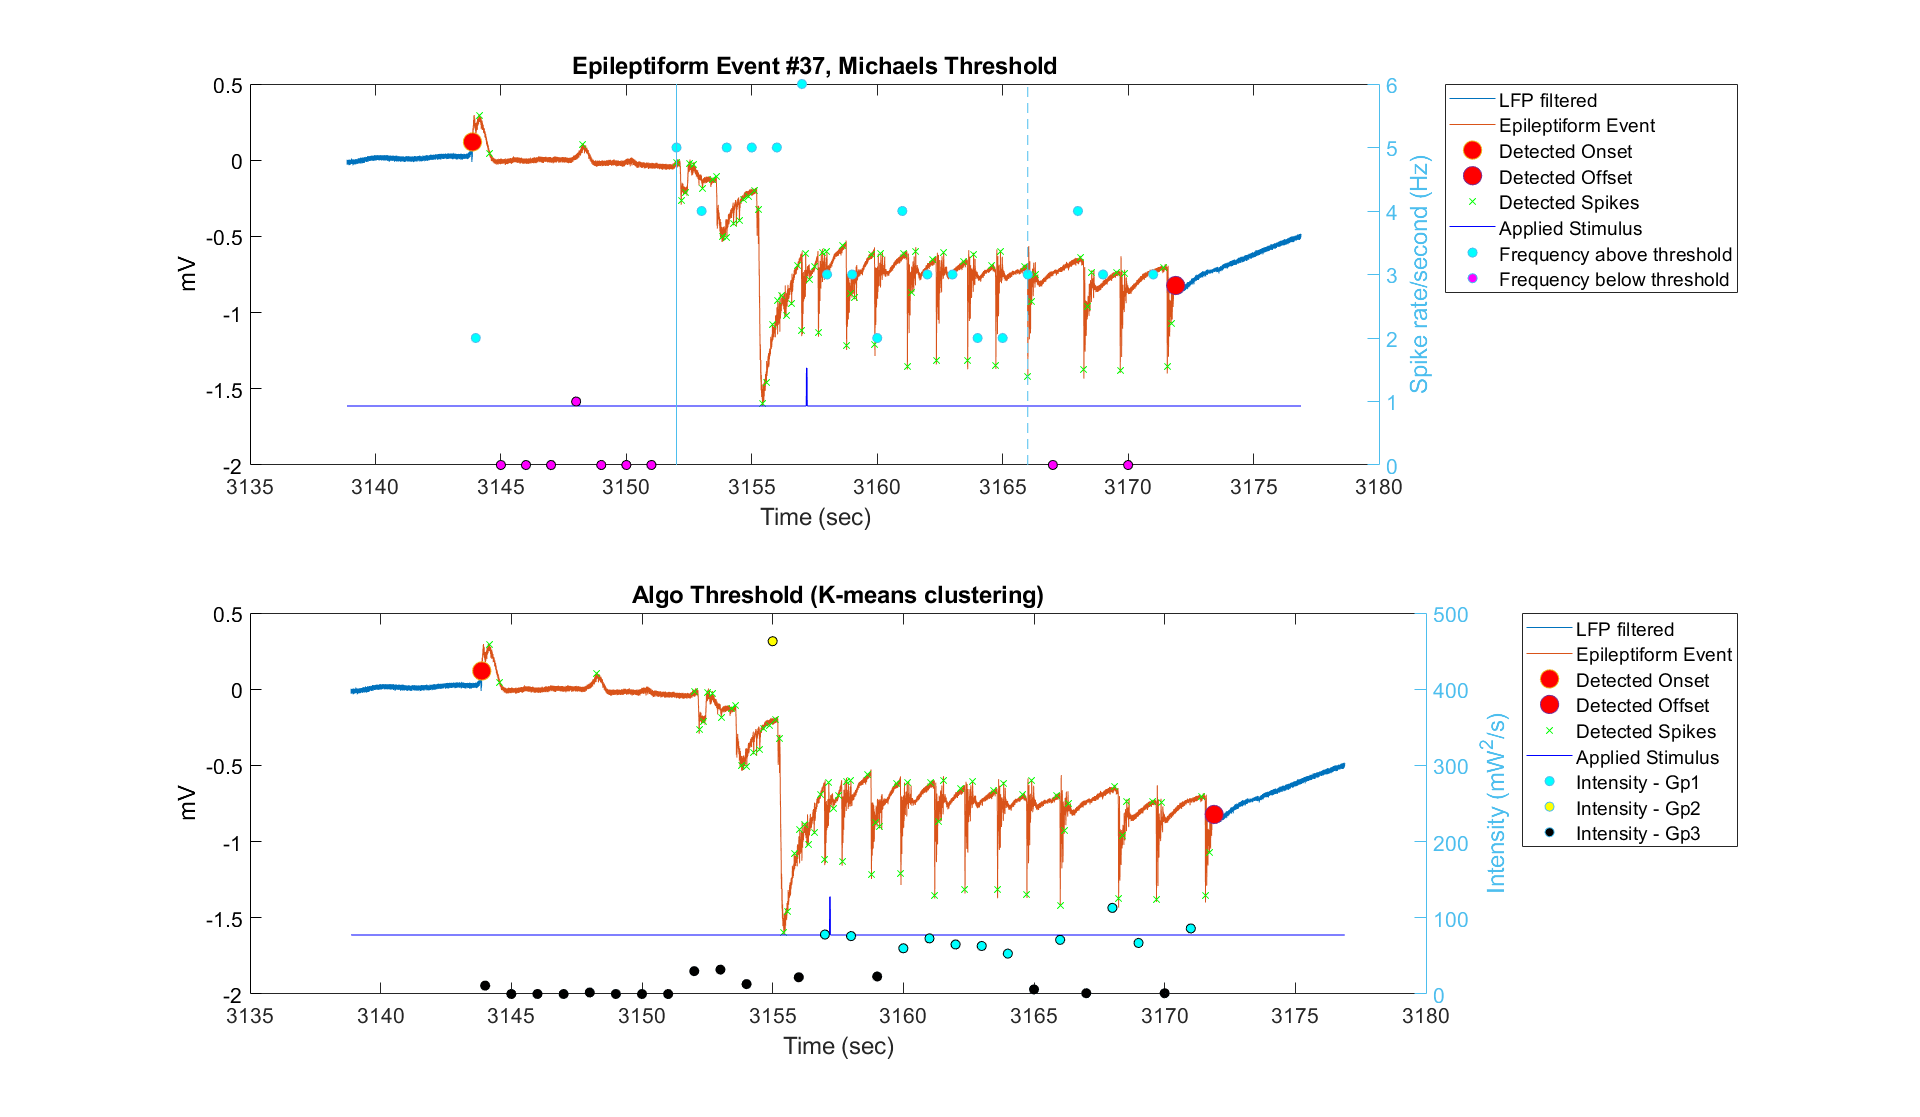 Epileptiform Event #37, Michaels Threshold
0.5
0
-0.5
-1
-1.5
-2
mV
3135 3140 3145 3150 3155 3160 3165 3170 3175 3180
Time (sec)
6
5
4
3
2
1
0
Spike rate/second (Hz)
LFP filtered
Epileptiform Event
Detected Onset
Detected Offset
Detected Spikes
Applied Stimulus
Frequency above threshold
Frequency below threshold
Algo Threshold (K-means clustering)
0.5
0
-0.5
-1
-1.5
-2
mV
3135 3140 3145 3150 3155 3160 3165 3170 3175 3180
Time (sec)
500
400
300
200
100
0
Intensity (mW²/s)
LFP filtered
Epileptiform Event
Detected Onset
Detected Offset
Detected Spikes
Applied Stimulus
Intensity - Gp1
Intensity - Gp2
Intensity - Gp3